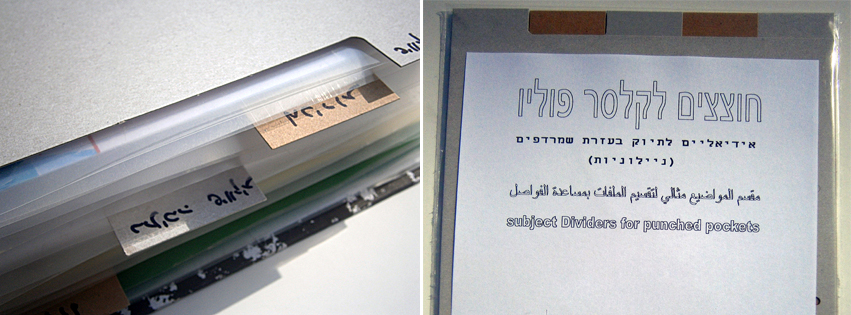 חוצצים לקלסר פוליו
אידיאליים לתיוק בעזרת שמרדפים
(ניילוניות)
مقسم المواضيع مثالي لتقسيم الملفات بمساعدة الفواصل
subject Dividers for punched pockets